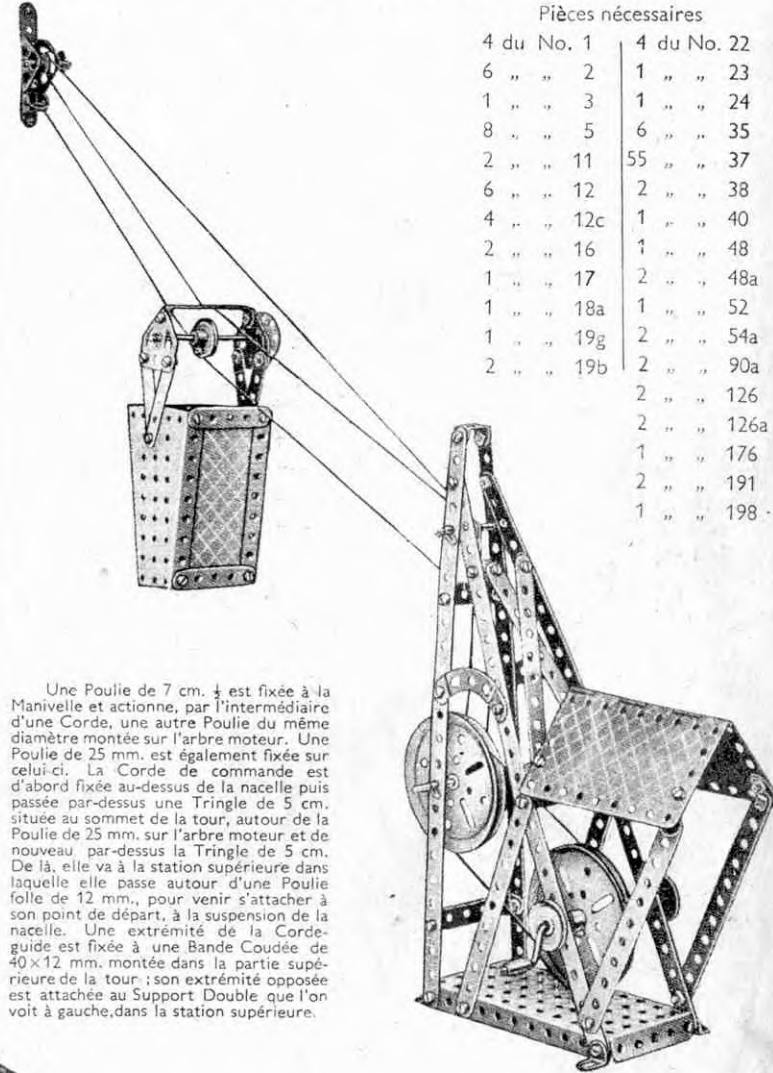 Pièces nécessaires
4 du No. 1 4 du No. 22
6 „ „ 2 1 „ „ 23
1 „ „ 3 1 „ „ 24
8 „ „ 5 6 „ „ 35
2 „ „ 11 55 „ „ 37
6 „ „ 12 2 „ „ 38
4 „ „ 12c 1 „ „ 40
2 „ „ 16 1 „ „ 48
1 „ „ 17 2 „ „ 48a
1 „ „ 18a 1 „ „ 52
1 „ „ 19g 2 „ „ 54a
2 „ „ 19b 2 „ „ 90a
2 „ „ 126
2 „ „ 126a
1 „ „ 176
2 „ „ 191
1 „ „ 198
Une Poulie de 7 cm. ½ est fixée à la
Manivelle et actionne, par l'intermédiaire
d'une Corde, une autre Poulie du même
diamètre montée sur l'arbre moteur. Une
Poulie de 25 mm. est également fixée sur
celui-ci. La Corde de commande est
d'abord fixée au-dessus de la nacelle puis
passée par-dessus une Tringle de 5 cm.
située au sommet de la tour, autour de la
Poulie de 25 mm. sur l'arbre moteur et de
nouveau par-dessus la Tringle de 5 cm.
De là, elle va à la station supérieure dans
laquelle elle passe autour d'une Poulie
folle de 12 mm., pour venir s'attacher à
son point de départ, à la suspension de la
nacelle. Une extrémité de la Corde-
guide est fixée à une Bande Coudée de
40×12 mm. montée dans la partie supé-
rieure de la tour ; son extrémité opposée
est attachée au Support Double que l'on
voit à gauche, dans la station supérieure.